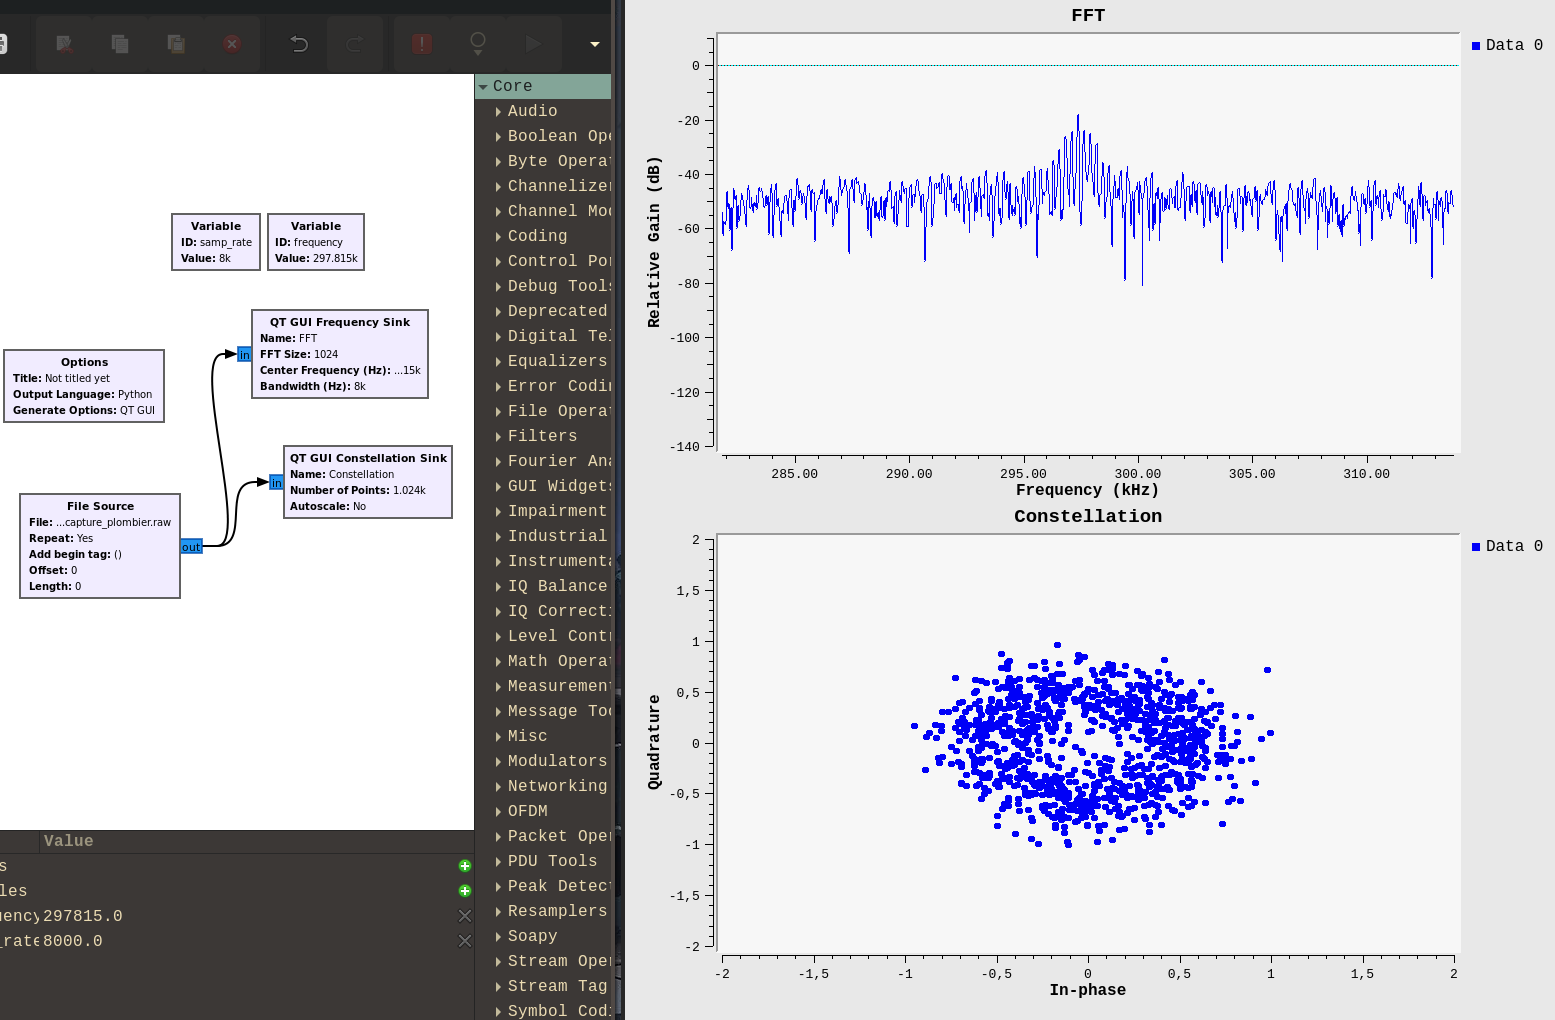 Variable
ID: samp_rate
Value: 8k
Variable
ID: frequency
Value: 297.815k
QT GUI Frequency Sink
Name: FFT
FFT Size: 1024
Center Frequency (Hz): ...15k
Bandwidth (Hz): 8k
in
Options
Title: Not titled yet
Output Language: Python
Generate Options: QT GUI
QT GUI Constellation Sink
Name: Constellation
Number of Points: 1.024k
Autoscale: No
in
File Source
File: ...capture_plombier.raw
Repeat: Yes
Add begin tag: ()
Offset: 0
Length: 0
out
Value
s
les
uency 297815.0
_rate 8000.0
Core
Audio
Boolean Ope
Byte Operat
Channelizer
Channel Mod
Coding
Control Por
Debug Tools
Deprecated
Digital Tel
Equalizers
Error Codin
File Operat
Filters
Fourier Ana
GUI Widgets
Impairment
Industrial
Instrumenta
IQ Balance
IQ Correcti
Level Contr
Math Operat
Measurement
Message Too
Misc
Modulators
Networking
OFDM
Packet Oper
PDU Tools
Peak Detect
Resamplers
Soapy
Stream Oper
Stream Tag
Symbol Codi
FFT
Data 0
Relative Gain (dB)
0
-20
-40
-60
-80
-100
-120
-140
285.00 290.00 295.00 300.00 305.00 310.00
Frequency (kHz)
Constellation
Data 0
Quadrature
2
1,5
1
0,5
0
-0,5
-1
-1,5
-2
-2 -1,5 -1 -0,5 0 0,5 1 1,5 2
In-phase